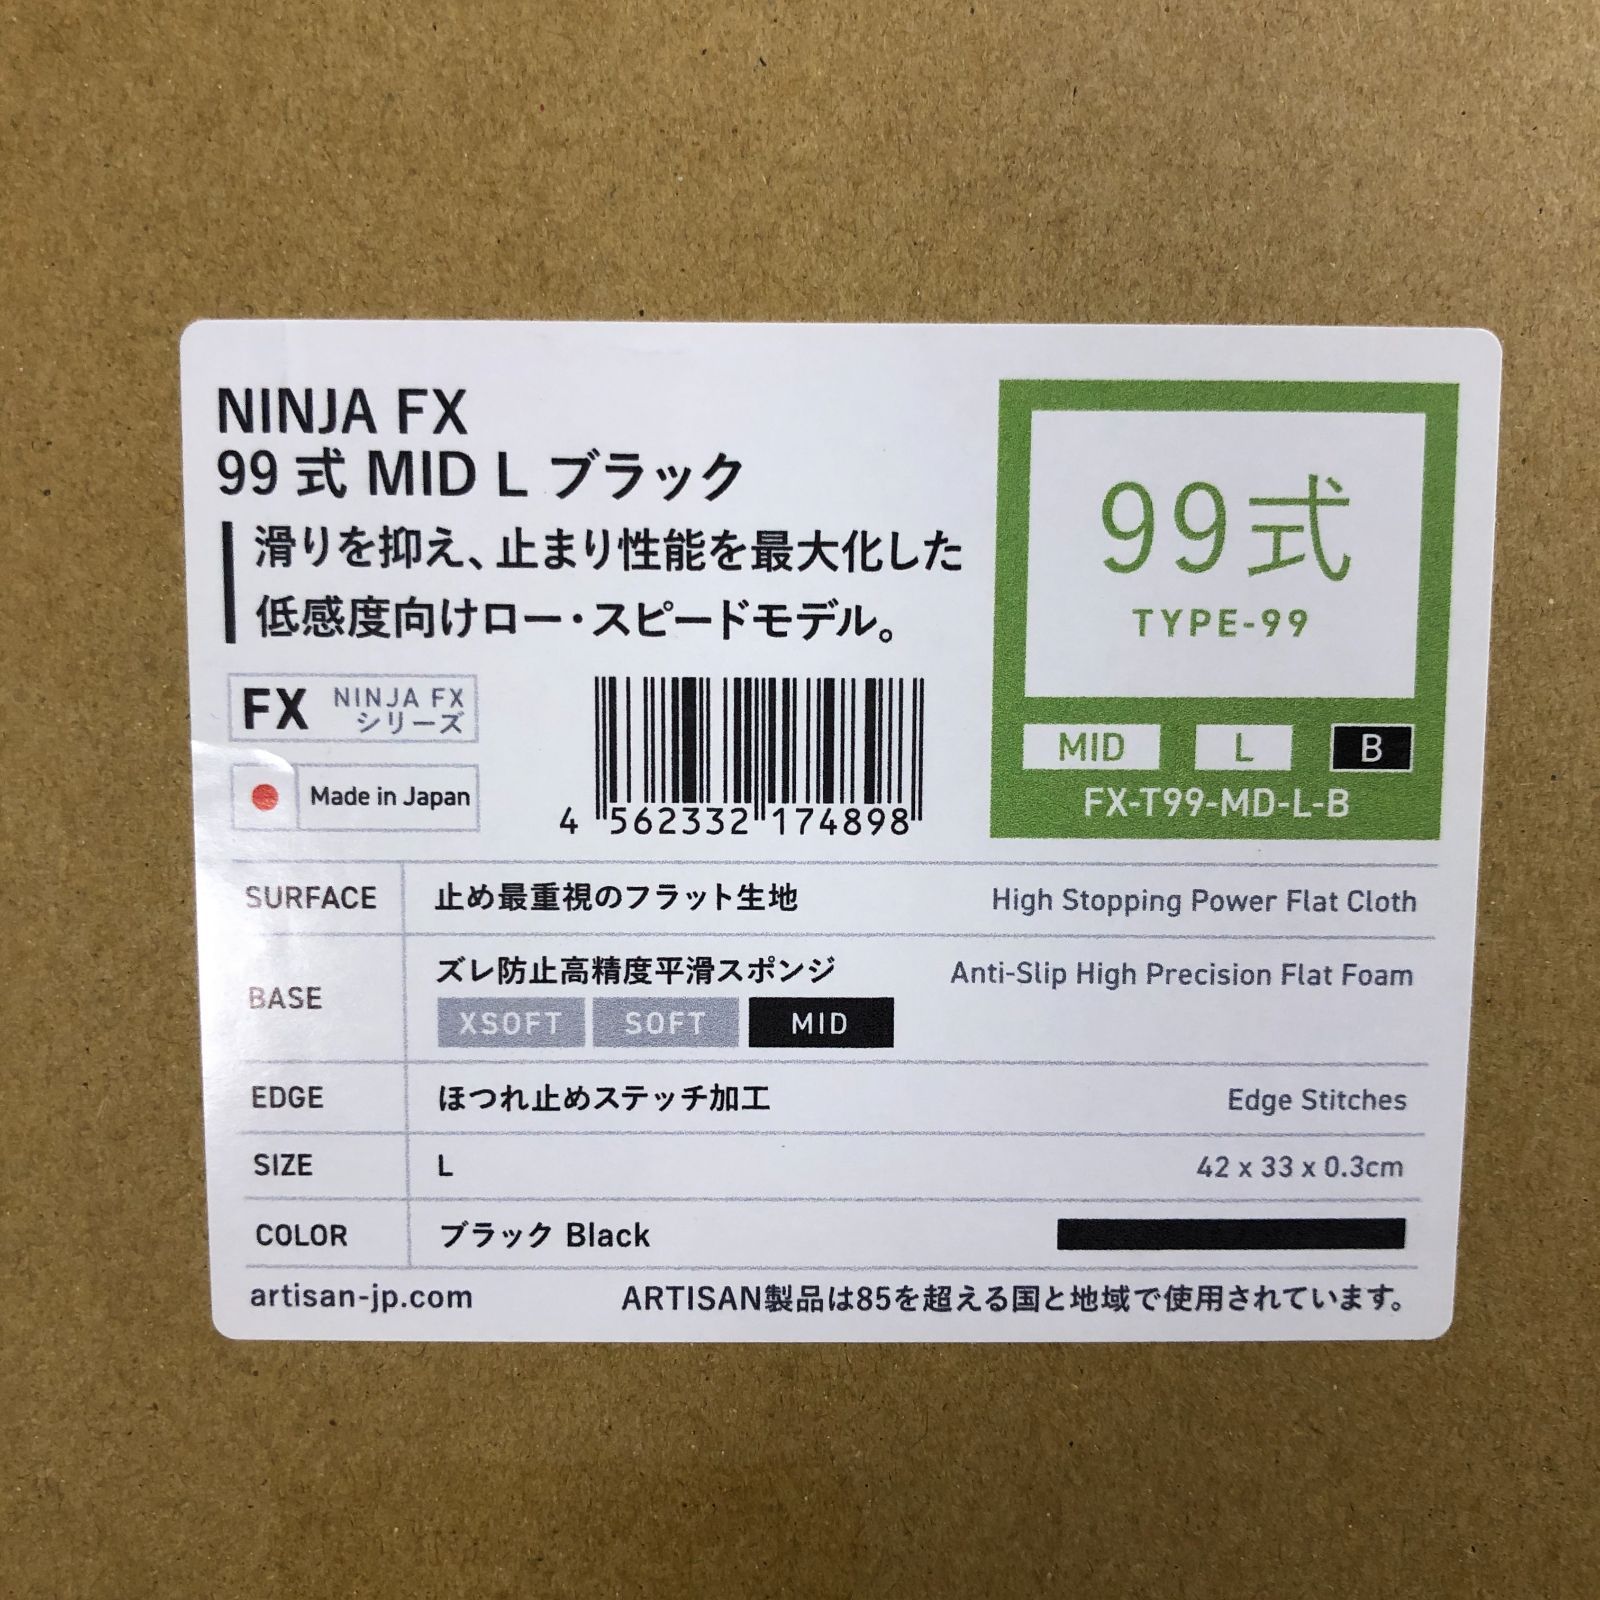 NINJA FX
99 式 MID L ブラック
滑りを抑え、止まり性能を最大化した
低感度向けロー・スピードモデル。
FX NINJA FX
シリーズ
Made in Japan
4 562332 174898
99式
TYPE-99
MID L B
FX-T99-MD-L-B
SURFACE 止め最重視のフラット生地 High Stopping Power Flat Cloth
BASE ズレ防止高精度平滑スポンジ Anti-Slip High Precision Flat Foam
XSOFT SOFT MID
EDGE ほつれ止めステッチ加工 Edge Stitches
SIZE L 42 x 33 x 0.3cm
COLOR ブラック Black
artisan-jp.com ARTISAN製品は85を超える国と地域で使用されています。